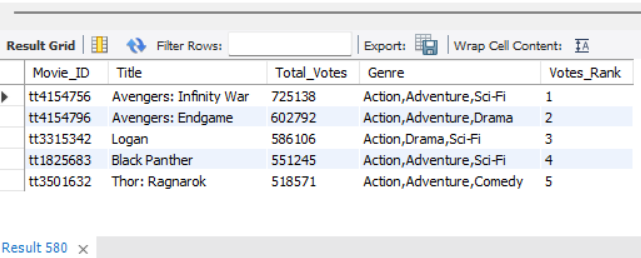 Result Grid Filter Rows: Export: Wrap Cell Content: IA
Movie_ID Title Total_Votes Genre Votes_Rank
tt4154756 Avengers: Infinity War 725138 Action,Adventure,Sci-Fi 1
tt4154796 Avengers: Endgame 602792 Action,Adventure,Drama 2
tt3315342 Logan 586106 Action,Drama,Sci-Fi 3
tt1825683 Black Panther 551245 Action,Adventure,Sci-Fi 4
tt3501632 Thor: Ragnarok 518571 Action,Adventure,Comedy 5
Result 580 ×